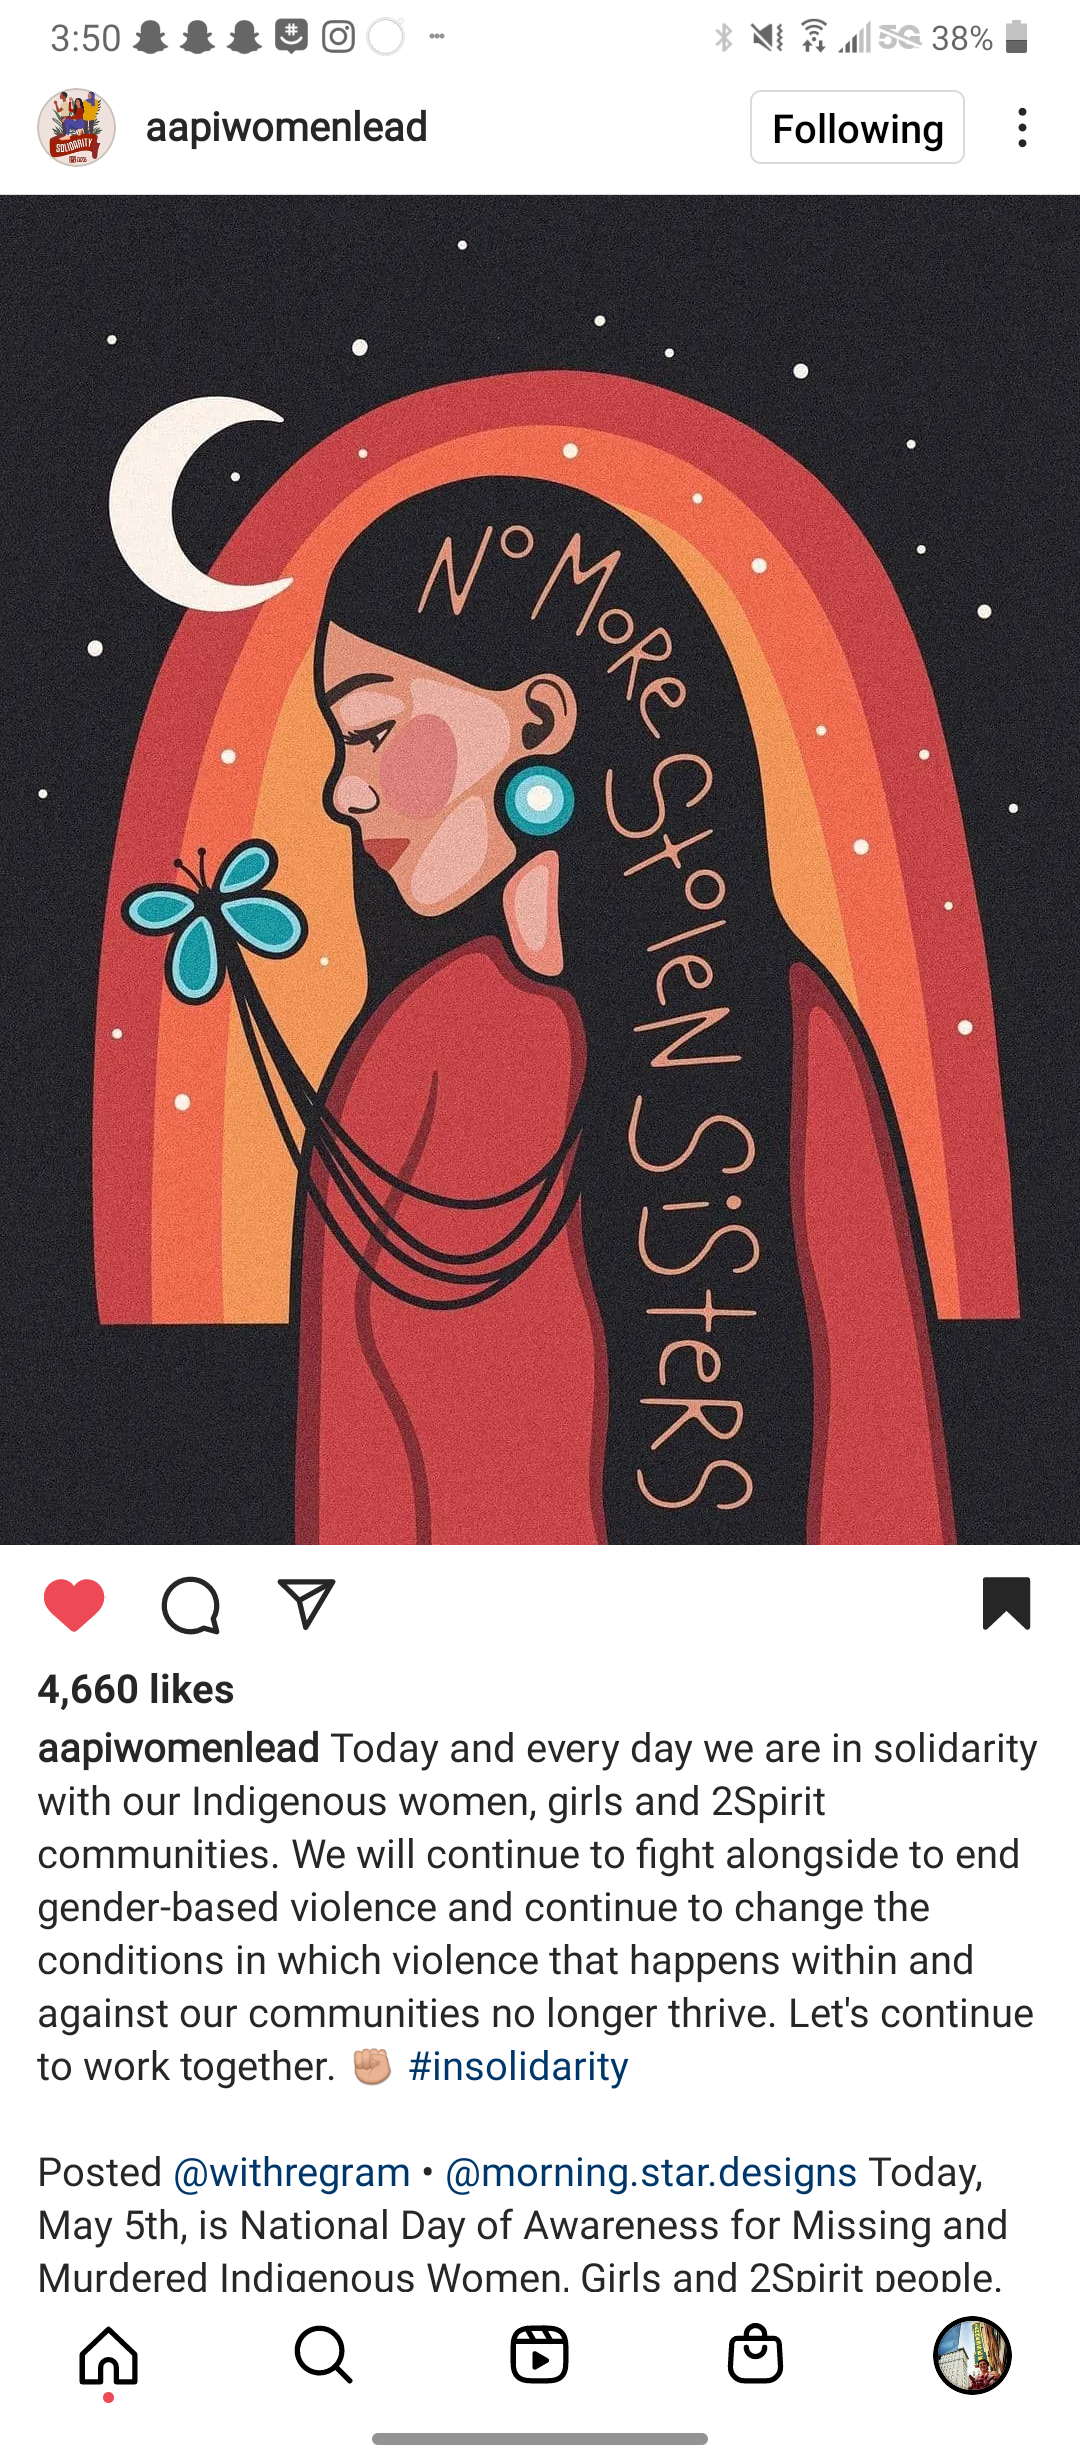 3:50
5G 38%
SOLIDARITY
aapiwomenlead
Following
No More Stolen Sisters
4,660 likes
aapiwomenlead Today and every day we are in solidarity
with our Indigenous women, girls and 2Spirit
communities. We will continue to fight alongside to end
gender-based violence and continue to change the
conditions in which violence that happens within and
against our communities no longer thrive. Let's continue
to work together. ✊🏼 #insolidarity
Posted @withregram • @morning.star.designs Today,
May 5th, is National Day of Awareness for Missing and
Murdered Indigenous Women, Girls and 2Spirit people.